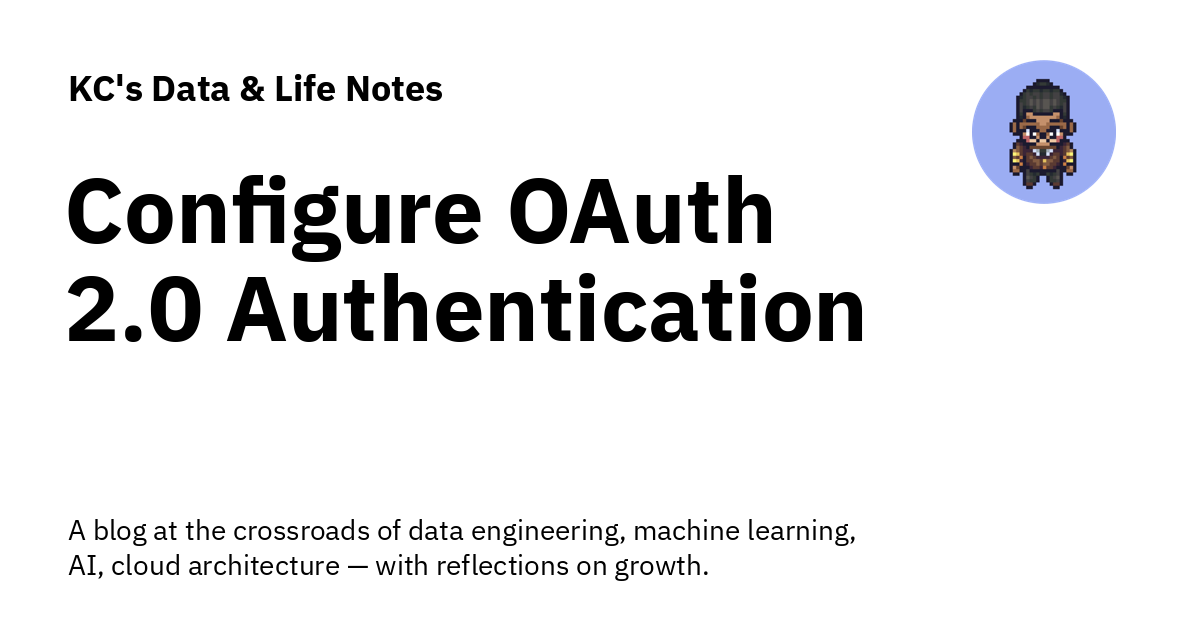 KC's Data & Life Notes
Configure OAuth
2.0 Authentication
A blog at the crossroads of data engineering, machine learning,
AI, cloud architecture — with reflections on growth.